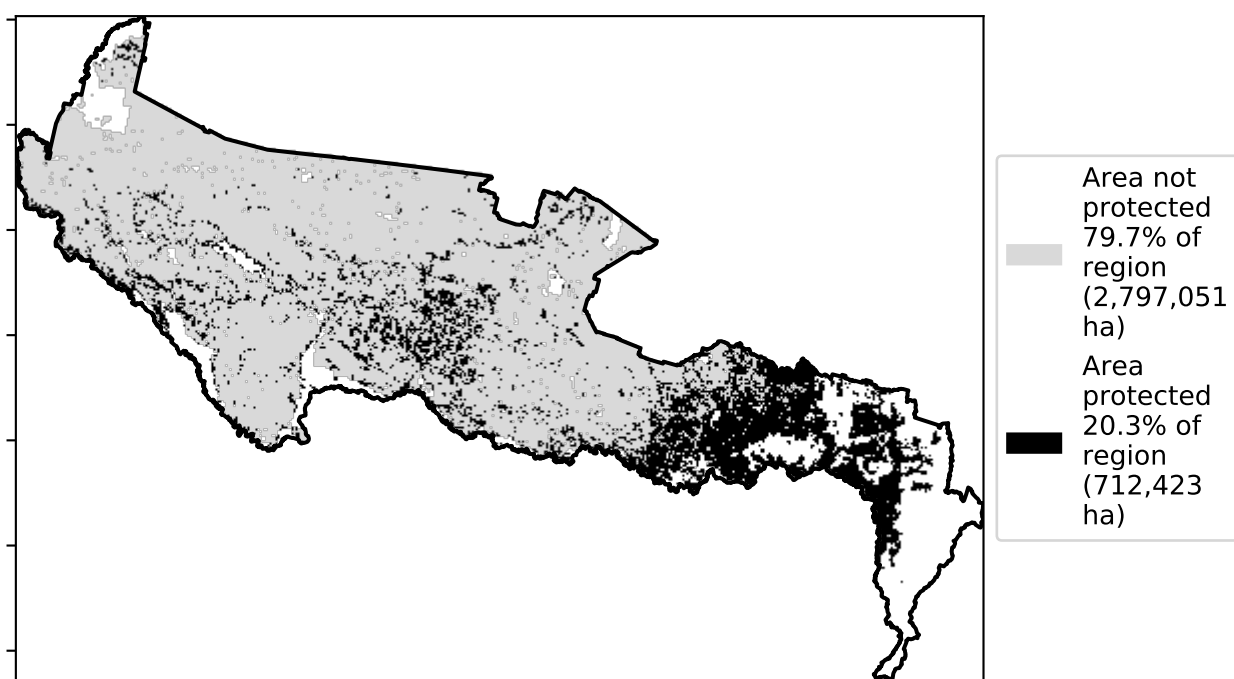 Area not
protected
79.7% of
region
(2,797,051
ha)
Area
protected
20.3% of
region
(712,423
ha)